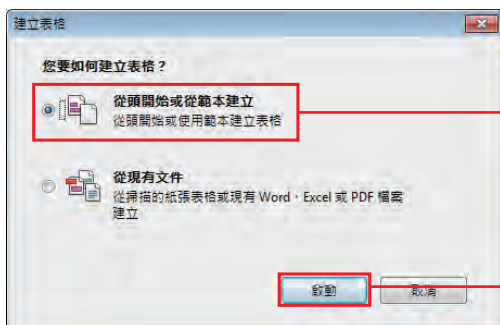 建立表格
您要如何建立表格？
從頭開始或從範本建立
從頭開始或使用範本建立表格
從現有文件
從掃描的紙張表格或現有 Word、Excel 或 PDF 檔案
建立
啟動
取消